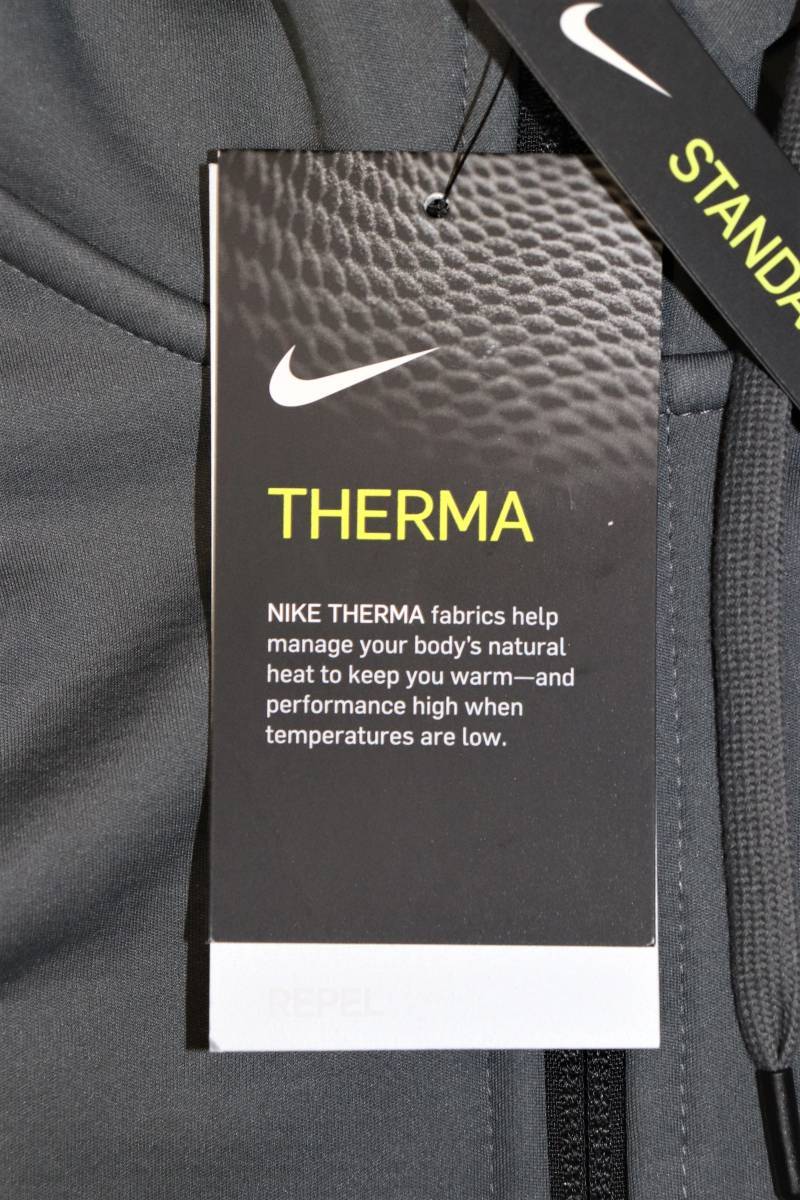 STANDA
THERMA
NIKE THERMA fabrics help
manage your body's natural
heat to keep you warm—and
performance high when
temperatures are low.
REPEL